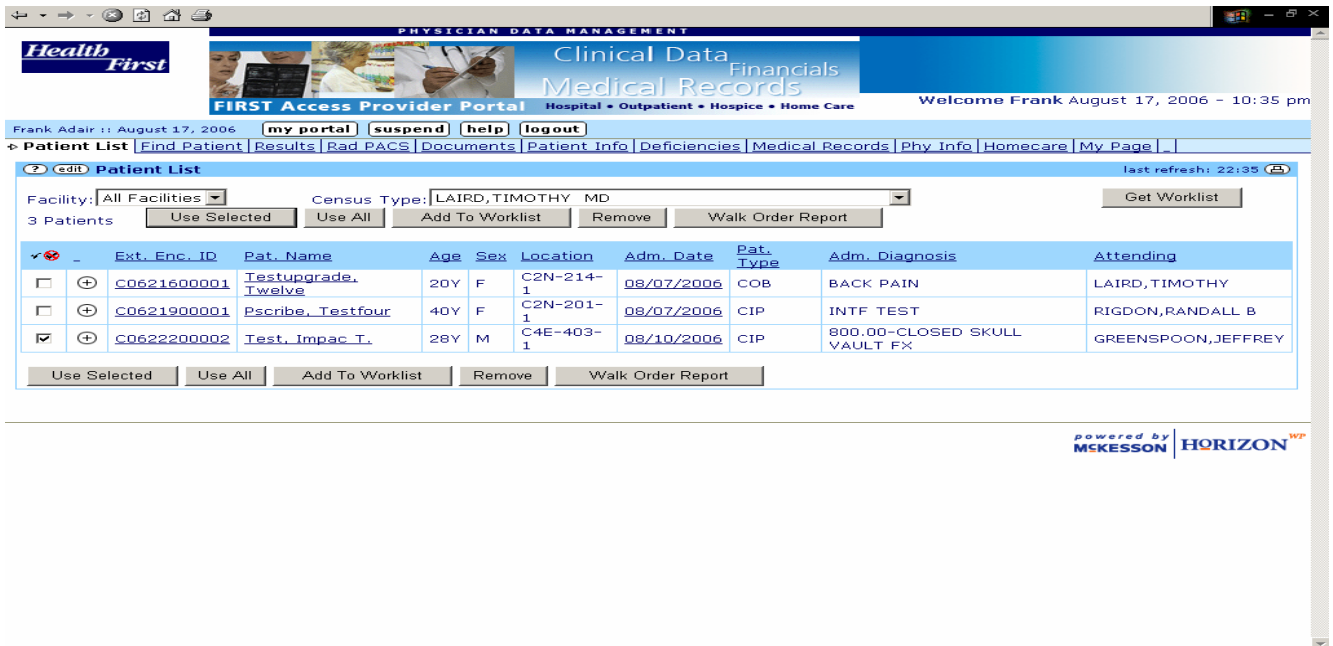 PHYSICIAN DATA MANAGEMENT
Health First
Clinical Data
Financials
Medical Records
FIRST Access Provider Portal Hospital • Outpatient • Hospice • Home Care
Welcome Frank August 17, 2006 - 10:35 pm
Frank Adair :: August 17, 2006 my portal suspend help logout
Patient List | Find Patient | Results | Rad PACS | Documents | Patient Info | Deficiencies | Medical Records | Phy Info | Homecare | My Page | _ |
? edit Patient List last refresh: 22:35
Facility: All Facilities Census Type: LAIRD,TIMOTHY MD Get Worklist
3 Patients Use Selected Use All Add To Worklist Remove Walk Order Report
_ Ext. Enc. ID Pat. Name Age Sex Location Adm. Date Pat. Type Adm. Diagnosis Attending
C0621600001 Testupgrade, Twelve 20Y F C2N-214-1 08/07/2006 COB BACK PAIN LAIRD,TIMOTHY
C0621900001 Pscribe, Testfour 40Y F C2N-201-1 08/07/2006 CIP INTF TEST RIGDON,RANDALL B
C0622200002 Test, Impac T. 28Y M C4E-403-1 08/10/2006 CIP 800.00-CLOSED SKULL VAULT FX GREENSPOON,JEFFREY
Use Selected Use All Add To Worklist Remove Walk Order Report
powered by
MCKESSON HORIZON WP